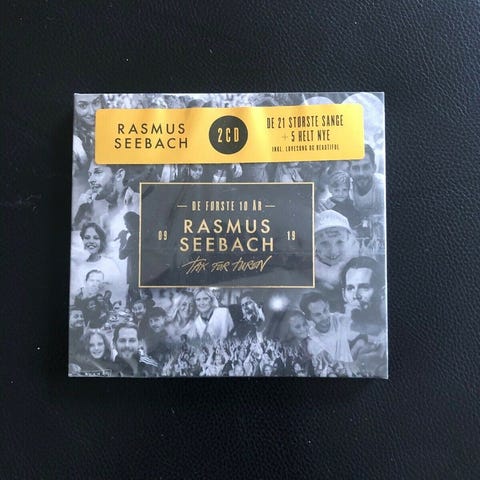 RASMUS
SEEBACH
2CD
DE 21 STØRSTE SANGE
+ 5 HELT NYE
INKL. LOVESONG OG BEAUTIFUL
DE FØRSTE 10 ÅR
09
RASMUS
SEEBACH
19
TAK FOR TUREN